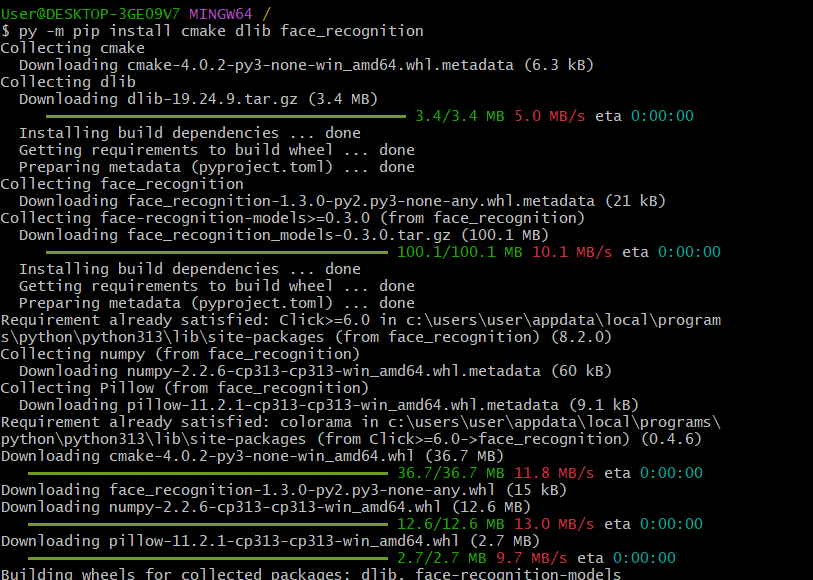 User@DESKTOP-3GE09V7 MINGW64 /
$ py -m pip install cmake dlib face_recognition
Collecting cmake
  Downloading cmake-4.0.2-py3-none-win_amd64.whl.metadata (6.3 kB)
Collecting dlib
  Downloading dlib-19.24.9.tar.gz (3.4 MB)
3.4/3.4 MB 5.0 MB/s eta 0:00:00
  Installing build dependencies ... done
  Getting requirements to build wheel ... done
  Preparing metadata (pyproject.toml) ... done
Collecting face_recognition
  Downloading face_recognition-1.3.0-py2.py3-none-any.whl.metadata (21 kB)
Collecting face-recognition-models>=0.3.0 (from face_recognition)
  Downloading face_recognition_models-0.3.0.tar.gz (100.1 MB)
100.1/100.1 MB 10.1 MB/s eta 0:00:00
  Installing build dependencies ... done
  Getting requirements to build wheel ... done
  Preparing metadata (pyproject.toml) ... done
Requirement already satisfied: Click>=6.0 in c:\users\user\appdata\local\program
s\python\python313\lib\site-packages (from face_recognition) (8.2.0)
Collecting numpy (from face_recognition)
  Downloading numpy-2.2.6-cp313-cp313-win_amd64.whl.metadata (60 kB)
Collecting Pillow (from face_recognition)
  Downloading pillow-11.2.1-cp313-cp313-win_amd64.whl.metadata (9.1 kB)
Requirement already satisfied: colorama in c:\users\user\appdata\local\programs\
python\python313\lib\site-packages (from Click>=6.0->face_recognition) (0.4.6)
Downloading cmake-4.0.2-py3-none-win_amd64.whl (36.7 MB)
36.7/36.7 MB 11.8 MB/s eta 0:00:00
Downloading face_recognition-1.3.0-py2.py3-none-any.whl (15 kB)
Downloading numpy-2.2.6-cp313-cp313-win_amd64.whl (12.6 MB)
12.6/12.6 MB 13.0 MB/s eta 0:00:00
Downloading pillow-11.2.1-cp313-cp313-win_amd64.whl (2.7 MB)
2.7/2.7 MB 9.7 MB/s eta 0:00:00
Building wheels for collected packages: dlib, face-recognition-models